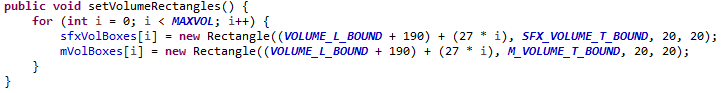 public void setVolumeRectangles() {
    for (int i = 0; i < MAXVOL; i++) {
        sfxVolBoxes[i] = new Rectangle((VOLUME_L_BOUND + 190) + (27 * i), SFX_VOLUME_T_BOUND, 20, 20);
        mVolBoxes[i] = new Rectangle((VOLUME_L_BOUND + 190) + (27 * i), M_VOLUME_T_BOUND, 20, 20);
    }
}